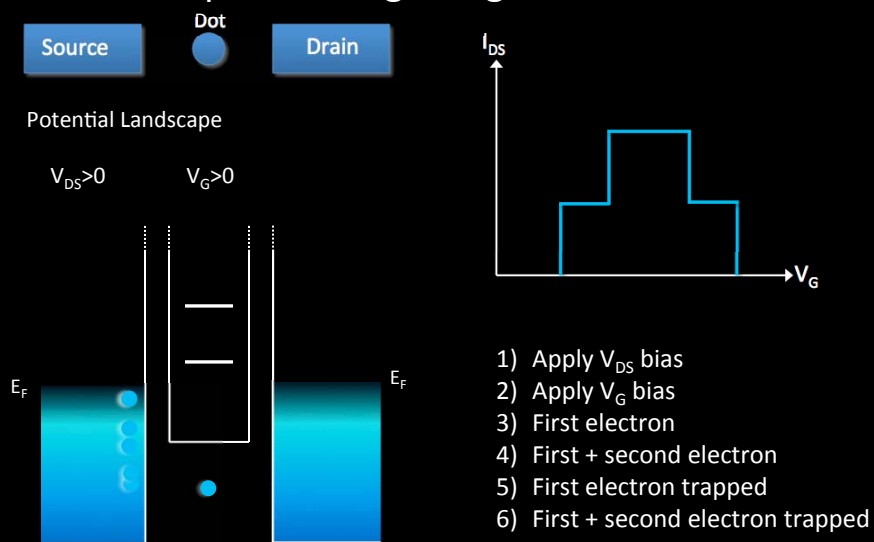 Dot
Source
Drain
Potential Landscape
V_DS>0
V_G>0
E_F
E_F
I_DS
V_G
1) Apply V_DS bias
2) Apply V_G bias
3) First electron
4) First + second electron
5) First electron trapped
6) First + second electron trapped